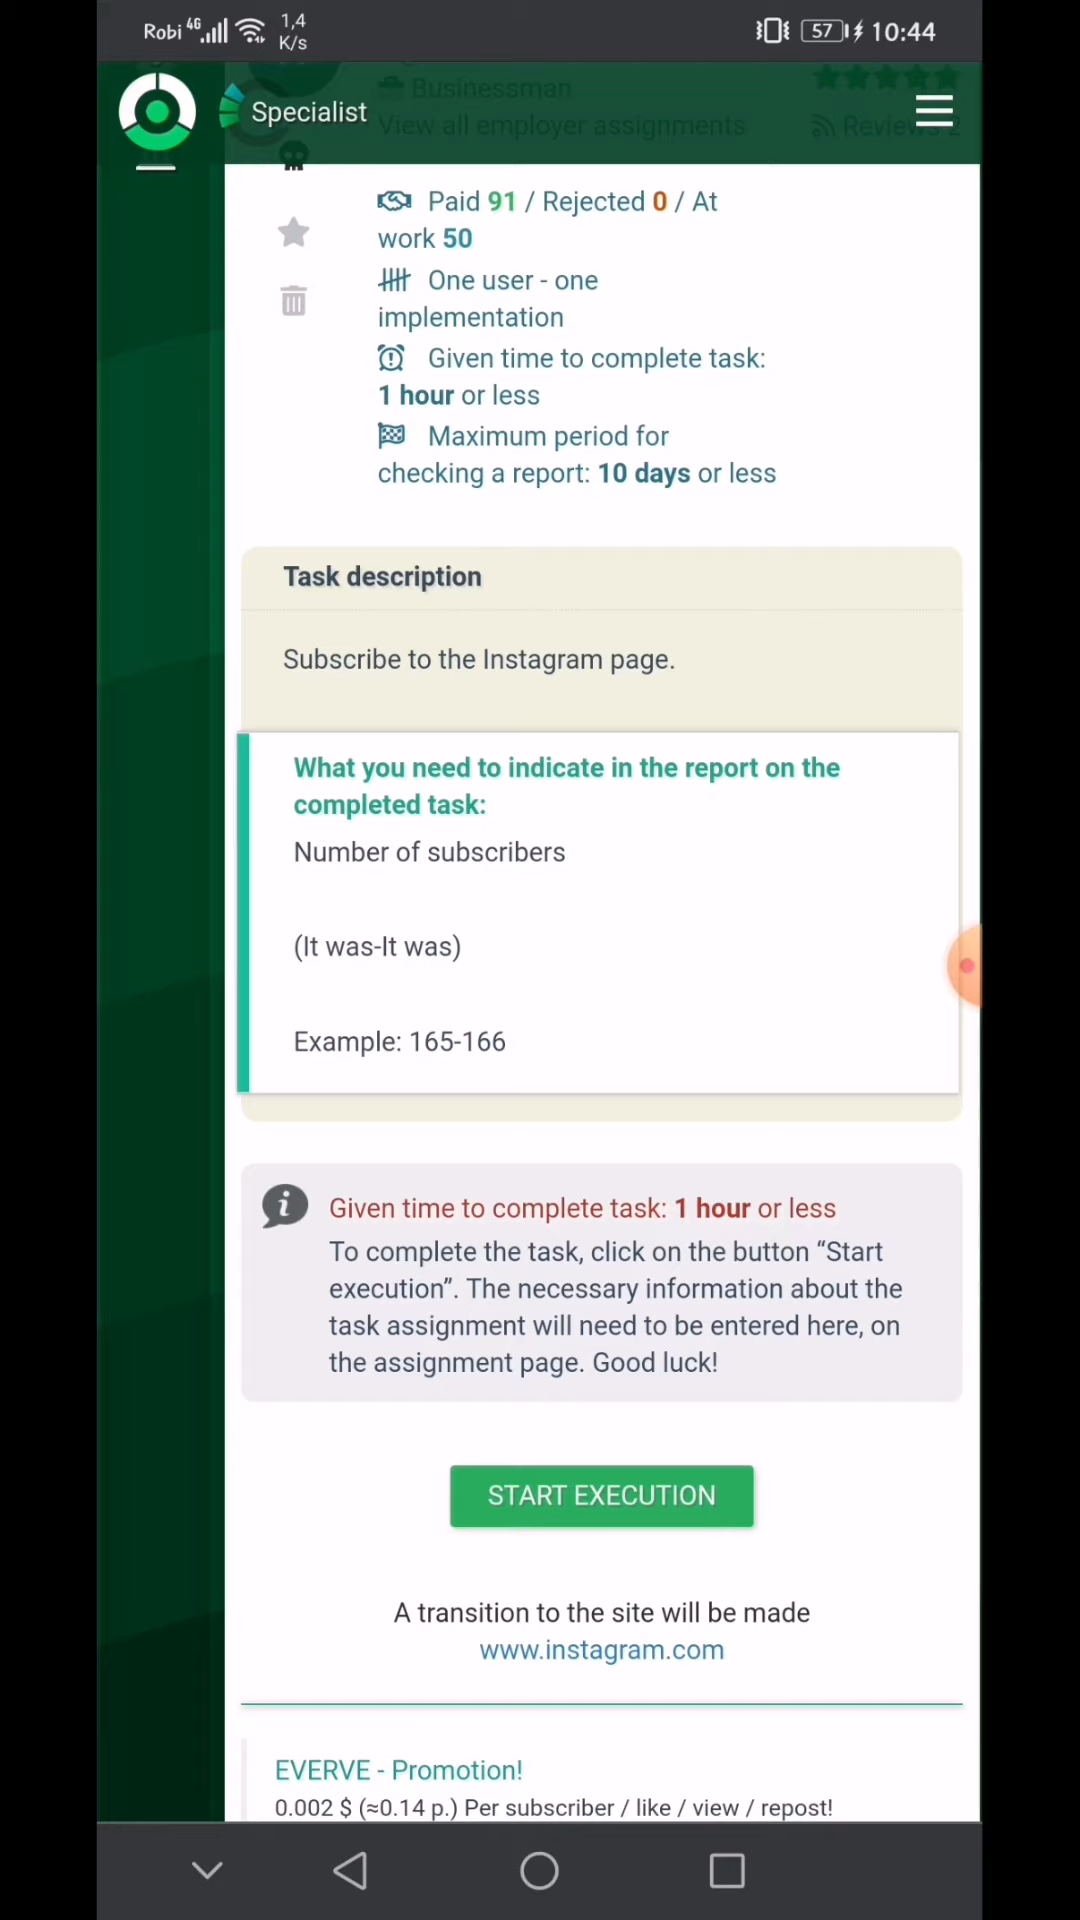 Robi 4G 1,4 K/s 57 10:44
Businessman
Specialist
View all employer assignments Reviews 2
Paid 91 / Rejected 0 / At
work 50
One user - one
implementation
Given time to complete task:
1 hour or less
Maximum period for
checking a report: 10 days or less
Task description
Subscribe to the Instagram page.
What you need to indicate in the report on the
completed task:
Number of subscribers
(It was-It was)
Example: 165-166
i Given time to complete task: 1 hour or less
To complete the task, click on the button “Start
execution”. The necessary information about the
task assignment will need to be entered here, on
the assignment page. Good luck!
START EXECUTION
A transition to the site will be made
www.instagram.com
EVERVE - Promotion!
0.002 $ (≈0.14 p.) Per subscriber / like / view / repost!